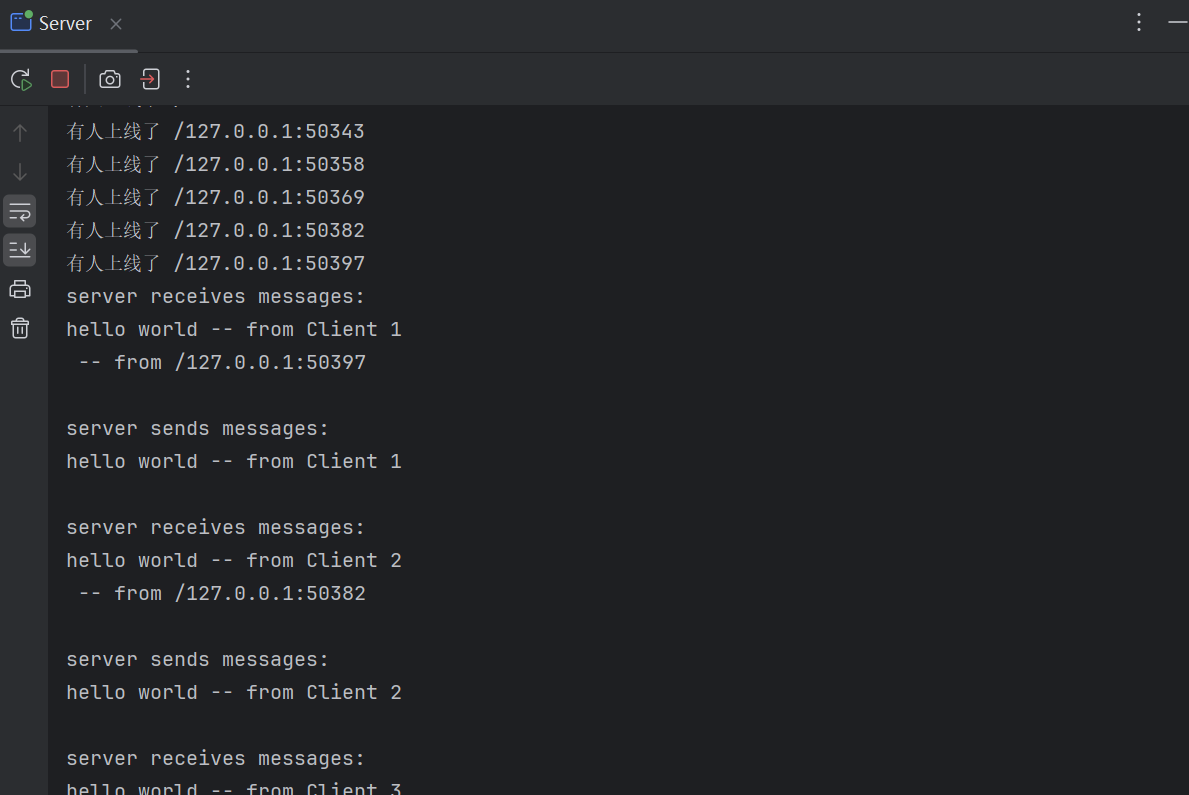 Server
有人上线了 /127.0.0.1:50343
有人上线了 /127.0.0.1:50358
有人上线了 /127.0.0.1:50369
有人上线了 /127.0.0.1:50382
有人上线了 /127.0.0.1:50397
server receives messages:
hello world -- from Client 1
 -- from /127.0.0.1:50397
server sends messages:
hello world -- from Client 1
server receives messages:
hello world -- from Client 2
 -- from /127.0.0.1:50382
server sends messages:
hello world -- from Client 2
server receives messages:
hello world -- from Client 3